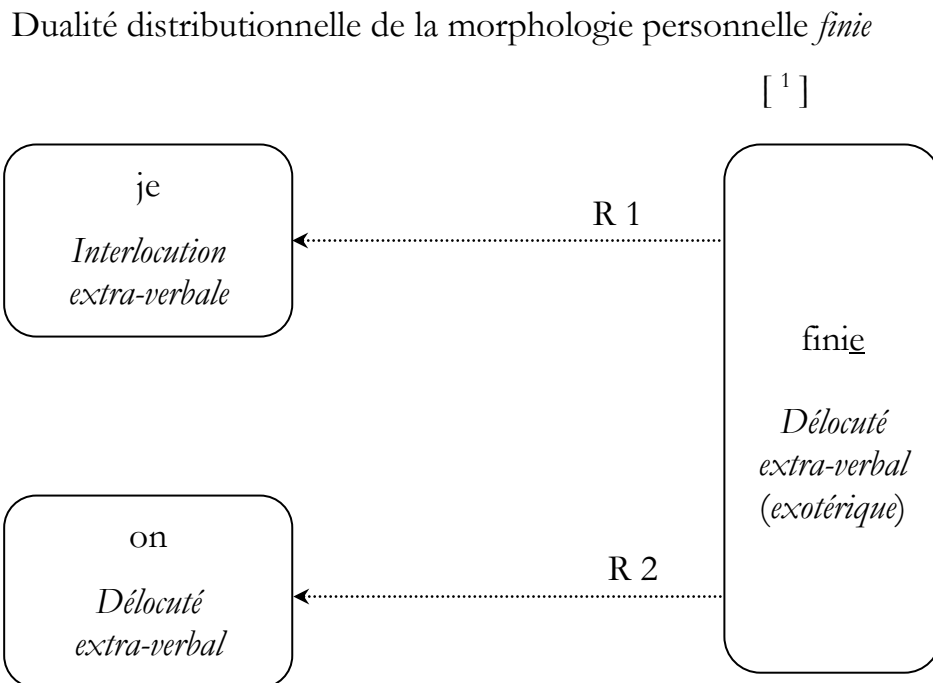 Dualité distributionnelle de la morphologie personnelle finie
[ ¹ ]
je
Interlocution
extra-verbale
R 1
finie
Délocuté
extra-verbal
(exotérique)
on
Délocuté
extra-verbal
R 2